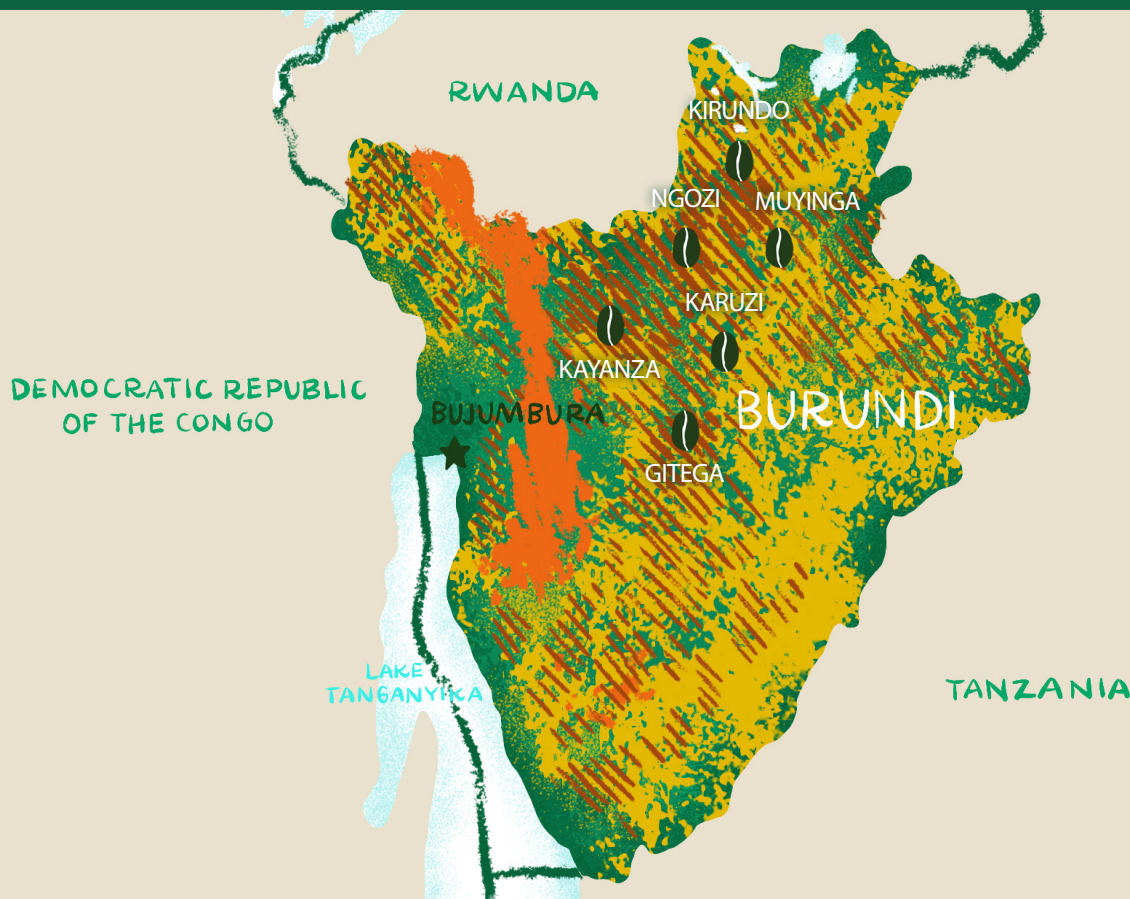 RWANDA
KIRUNDO
NGOZI
MUYINGA
KARUZI
KAYANZA
DEMOCRATIC REPUBLIC
OF THE CONGO
BUJUMBURA
BURUNDI
GITEGA
LAKE
TANGANYIKA
TANZANIA